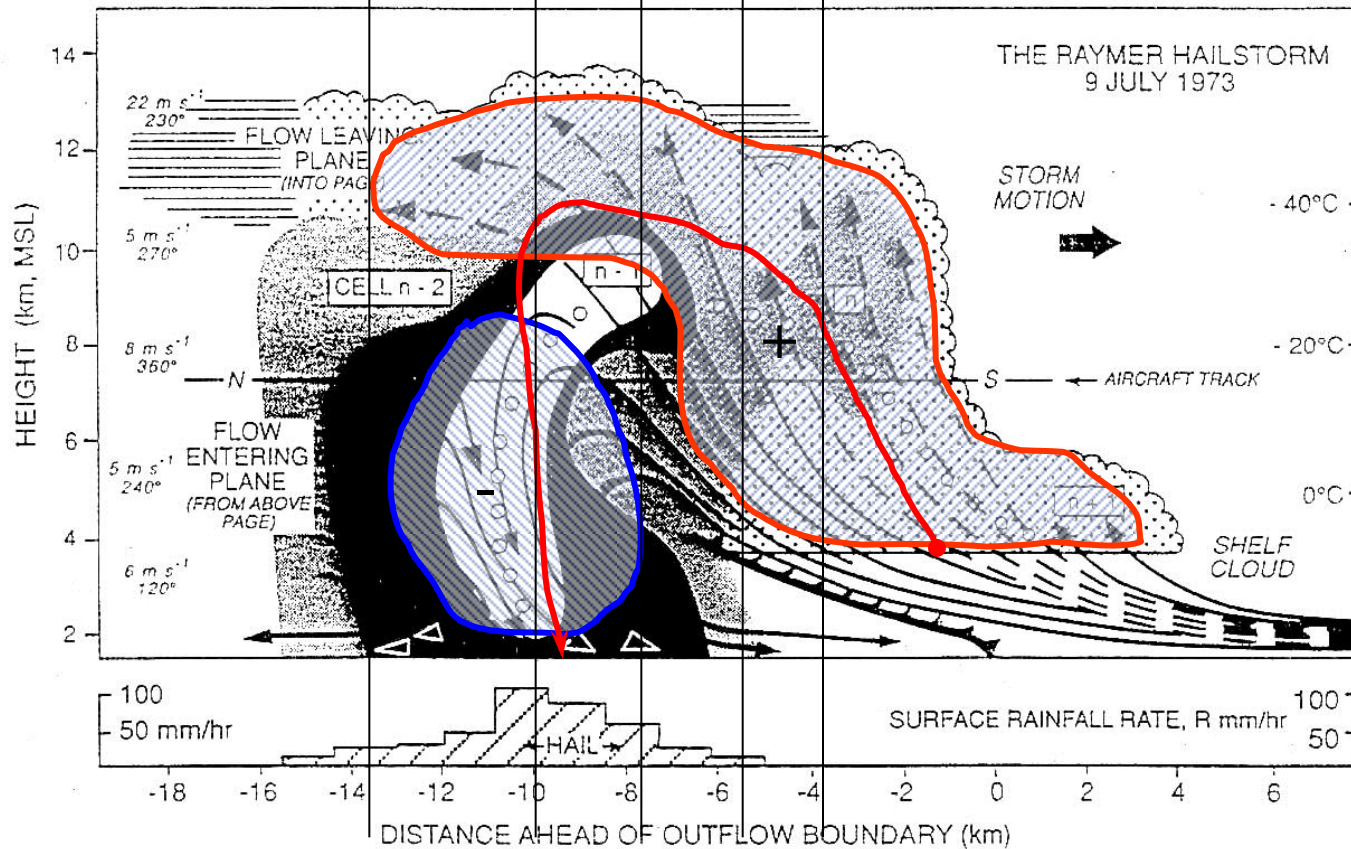 THE RAYMER HAILSTORM
9 JULY 1973
HEIGHT (km, MSL)
14
12
10
8
6
4
2
22 m s⁻¹
230°
5 m s⁻¹
270°
8 m s⁻¹
360°
5 m s⁻¹
240°
6 m s⁻¹
120°
FLOW LEAVING
PLANE
(INTO PAGE)
CELL n - 2
n - 1
n
+
-
N
S
AIRCRAFT TRACK
FLOW
ENTERING
PLANE
(FROM ABOVE
PAGE)
STORM
MOTION
- 40°C
- 20°C
0°C
SHELF
CLOUD
100
50 mm/hr
HAIL
SURFACE RAINFALL RATE, R mm/hr
100
50
-18 -16 -14 -12 -10 -8 -6 -4 -2 0 2 4 6
DISTANCE AHEAD OF OUTFLOW BOUNDARY (km)